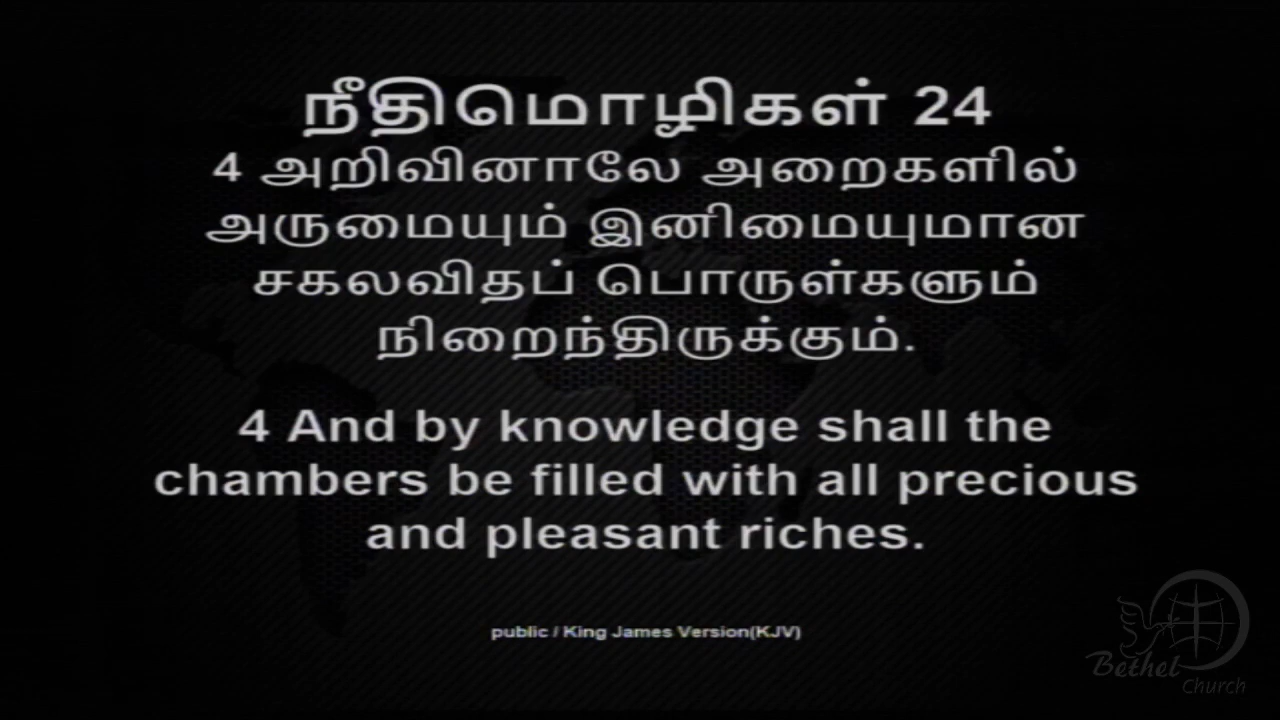 நீதிமொழிகள் 24
4 அறிவினாலே அறைகளில்
அருமையும் இனிமையுமான
சகலவிதப் பொருள்களும்
நிறைந்திருக்கும்.
4 And by knowledge shall the
chambers be filled with all precious
and pleasant riches.
public / King James Version(KJV)
Bethel
Church